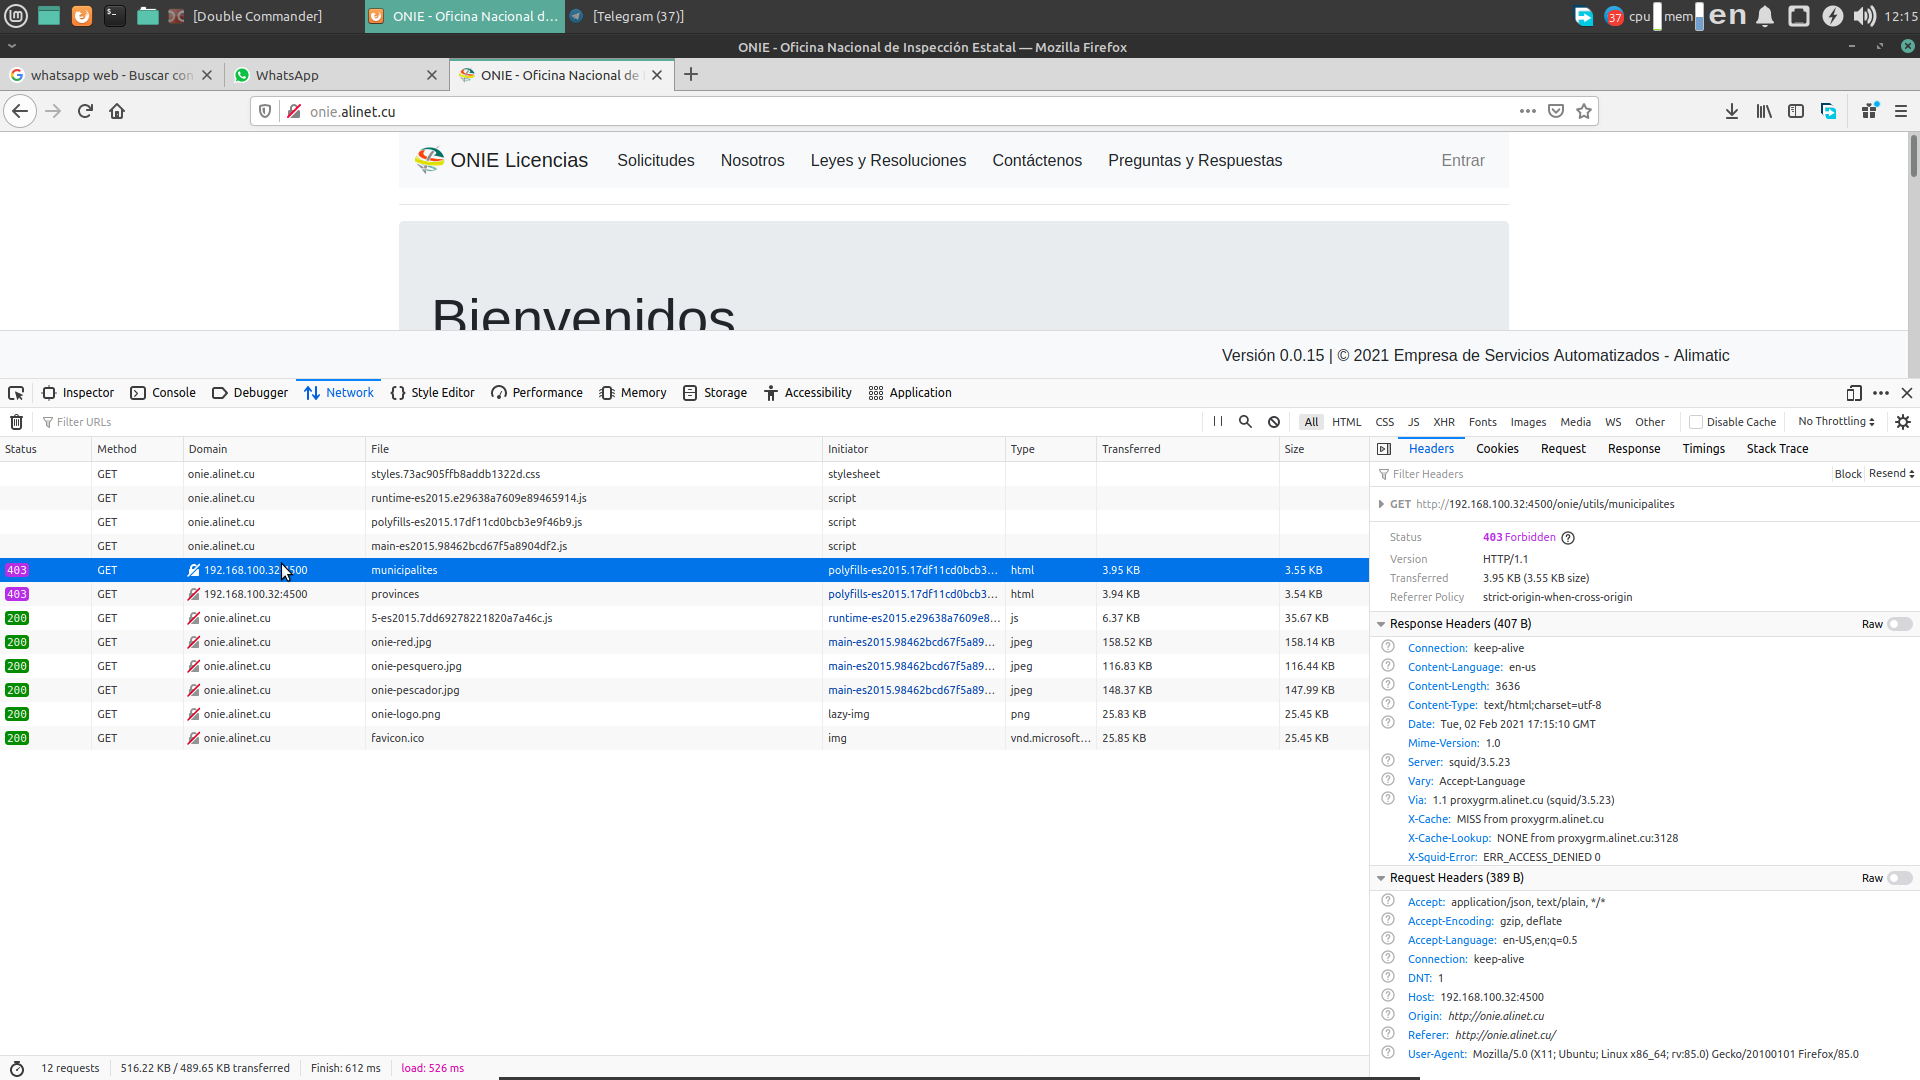 [Double Commander]
ONIE - Oficina Nacional d...
[Telegram (37)]
37
cpu
mem
en
12:15
ONIE - Oficina Nacional de Inspección Estatal — Mozilla Firefox
whatsapp web - Buscar con
WhatsApp
ONIE - Oficina Nacional de
onie.alinet.cu
ONIE Licencias
Solicitudes
Nosotros
Leyes y Resoluciones
Contáctenos
Preguntas y Respuestas
Entrar
Bienvenidos
Versión 0.0.15 | © 2021 Empresa de Servicios Automatizados - Alimatic
Inspector
Console
Debugger
Network
Style Editor
Performance
Memory
Storage
Accessibility
Application
Filter URLs
All
HTML
CSS
JS
XHR
Fonts
Images
Media
WS
Other
Disable Cache
No Throttling
Status Method Domain File Initiator Type Transferred Size
GET onie.alinet.cu styles.73ac905ffb8addb1322d.css stylesheet
GET onie.alinet.cu runtime-es2015.e29638a7609e89465914.js script
GET onie.alinet.cu polyfills-es2015.17df11cd0bcb3e9f46b9.js script
GET onie.alinet.cu main-es2015.98462bcd67f5a8904df2.js script
403 GET 192.168.100.32 500 municipalites polyfills-es2015.17df11cd0bcb3... html 3.95 KB 3.55 KB
403 GET 192.168.100.32:4500 provinces polyfills-es2015.17df11cd0bcb3... html 3.94 KB 3.54 KB
200 GET onie.alinet.cu 5-es2015.7dd69278221820a7a46c.js runtime-es2015.e29638a7609e8... js 6.37 KB 35.67 KB
200 GET onie.alinet.cu onie-red.jpg main-es2015.98462bcd67f5a89... jpeg 158.52 KB 158.14 KB
200 GET onie.alinet.cu onie-pesquero.jpg main-es2015.98462bcd67f5a89... jpeg 116.83 KB 116.44 KB
200 GET onie.alinet.cu onie-pescador.jpg main-es2015.98462bcd67f5a89... jpeg 148.37 KB 147.99 KB
200 GET onie.alinet.cu onie-logo.png lazy-img png 25.83 KB 25.45 KB
200 GET onie.alinet.cu favicon.ico img vnd.microsoft... 25.85 KB 25.45 KB
Headers
Cookies
Request
Response
Timings
Stack Trace
Filter Headers
Block
Resend
GET http://192.168.100.32:4500/onie/utils/municipalites
Status 403 Forbidden
Version HTTP/1.1
Transferred 3.95 KB (3.55 KB size)
Referrer Policy strict-origin-when-cross-origin
Response Headers (407 B) Raw
Connection: keep-alive
Content-Language: en-us
Content-Length: 3636
Content-Type: text/html;charset=utf-8
Date: Tue, 02 Feb 2021 17:15:10 GMT
Mime-Version: 1.0
Server: squid/3.5.23
Vary: Accept-Language
Via: 1.1 proxygrm.alinet.cu (squid/3.5.23)
X-Cache: MISS from proxygrm.alinet.cu
X-Cache-Lookup: NONE from proxygrm.alinet.cu:3128
X-Squid-Error: ERR_ACCESS_DENIED 0
Request Headers (389 B) Raw
Accept: application/json, text/plain, */*
Accept-Encoding: gzip, deflate
Accept-Language: en-US,en;q=0.5
Connection: keep-alive
DNT: 1
Host: 192.168.100.32:4500
Origin: http://onie.alinet.cu
Referer: http://onie.alinet.cu/
User-Agent: Mozilla/5.0 (X11; Ubuntu; Linux x86_64; rv:85.0) Gecko/20100101 Firefox/85.0
12 requests
516.22 KB / 489.65 KB transferred
Finish: 612 ms
load: 526 ms